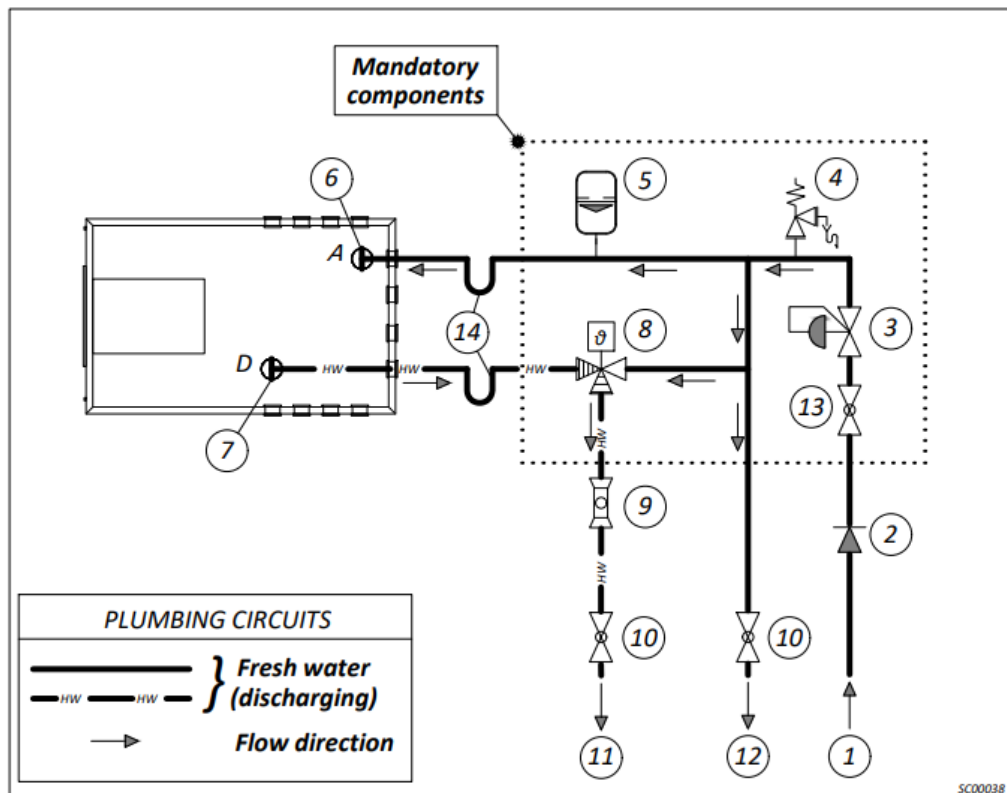 Mandatory
components
6
5
4
A
14
8
ϑ
3
D
HW
HW
HW
13
7
HW
9
2
HW
10
10
PLUMBING CIRCUITS
Fresh water
HW
HW
(discharging)
Flow direction
11
12
1
SC00038